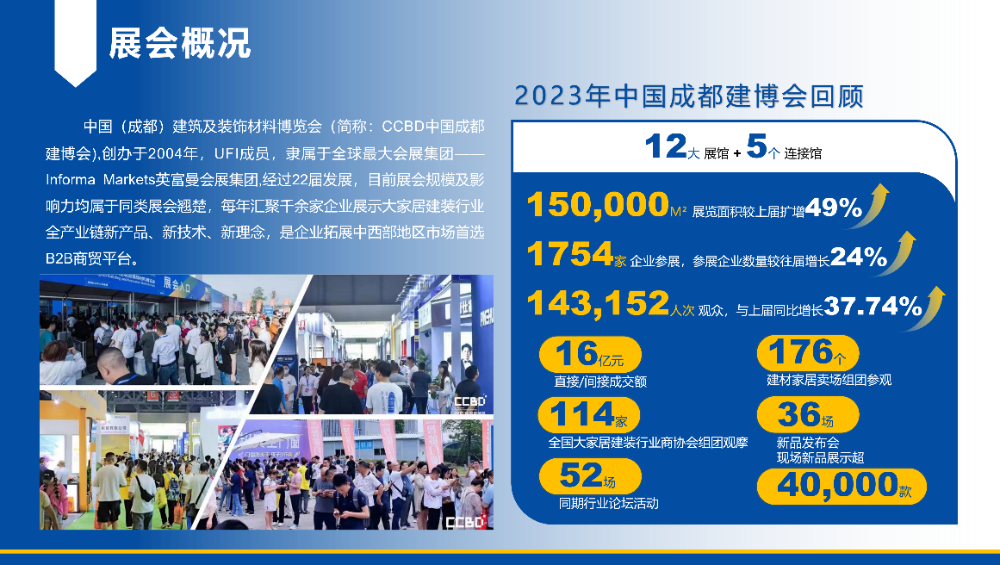 展会概况
中国（成都）建筑及装饰材料博览会（简称：CCBD中国成都
建博会),创办于2004年，UFI成员，隶属于全球最大会展集团——
Informa Markets英富曼会展集团,经过22届发展，目前展会规模及影
响力均属于同类展会翘楚，每年汇聚千余家企业展示大家居建装行业
全产业链新产品、新技术、新理念，是企业拓展中西部地区市场首选
B2B商贸平台。
展会入口
CCBD
CCBD
2023年中国成都建博会回顾
12大 展馆 + 5个 连接馆
150,000M² 展览面积较上届扩增49%
1754家 企业参展，参展企业数量较往届增长24%
143,152人次 观众，与上届同比增长37.74%
16亿元
直接/间接成交额
176个
建材家居卖场组团参观
114家
全国大家居建装行业商协会组团观摩
36场
新品发布会
现场新品展示超
40,000款
52场
同期行业论坛活动